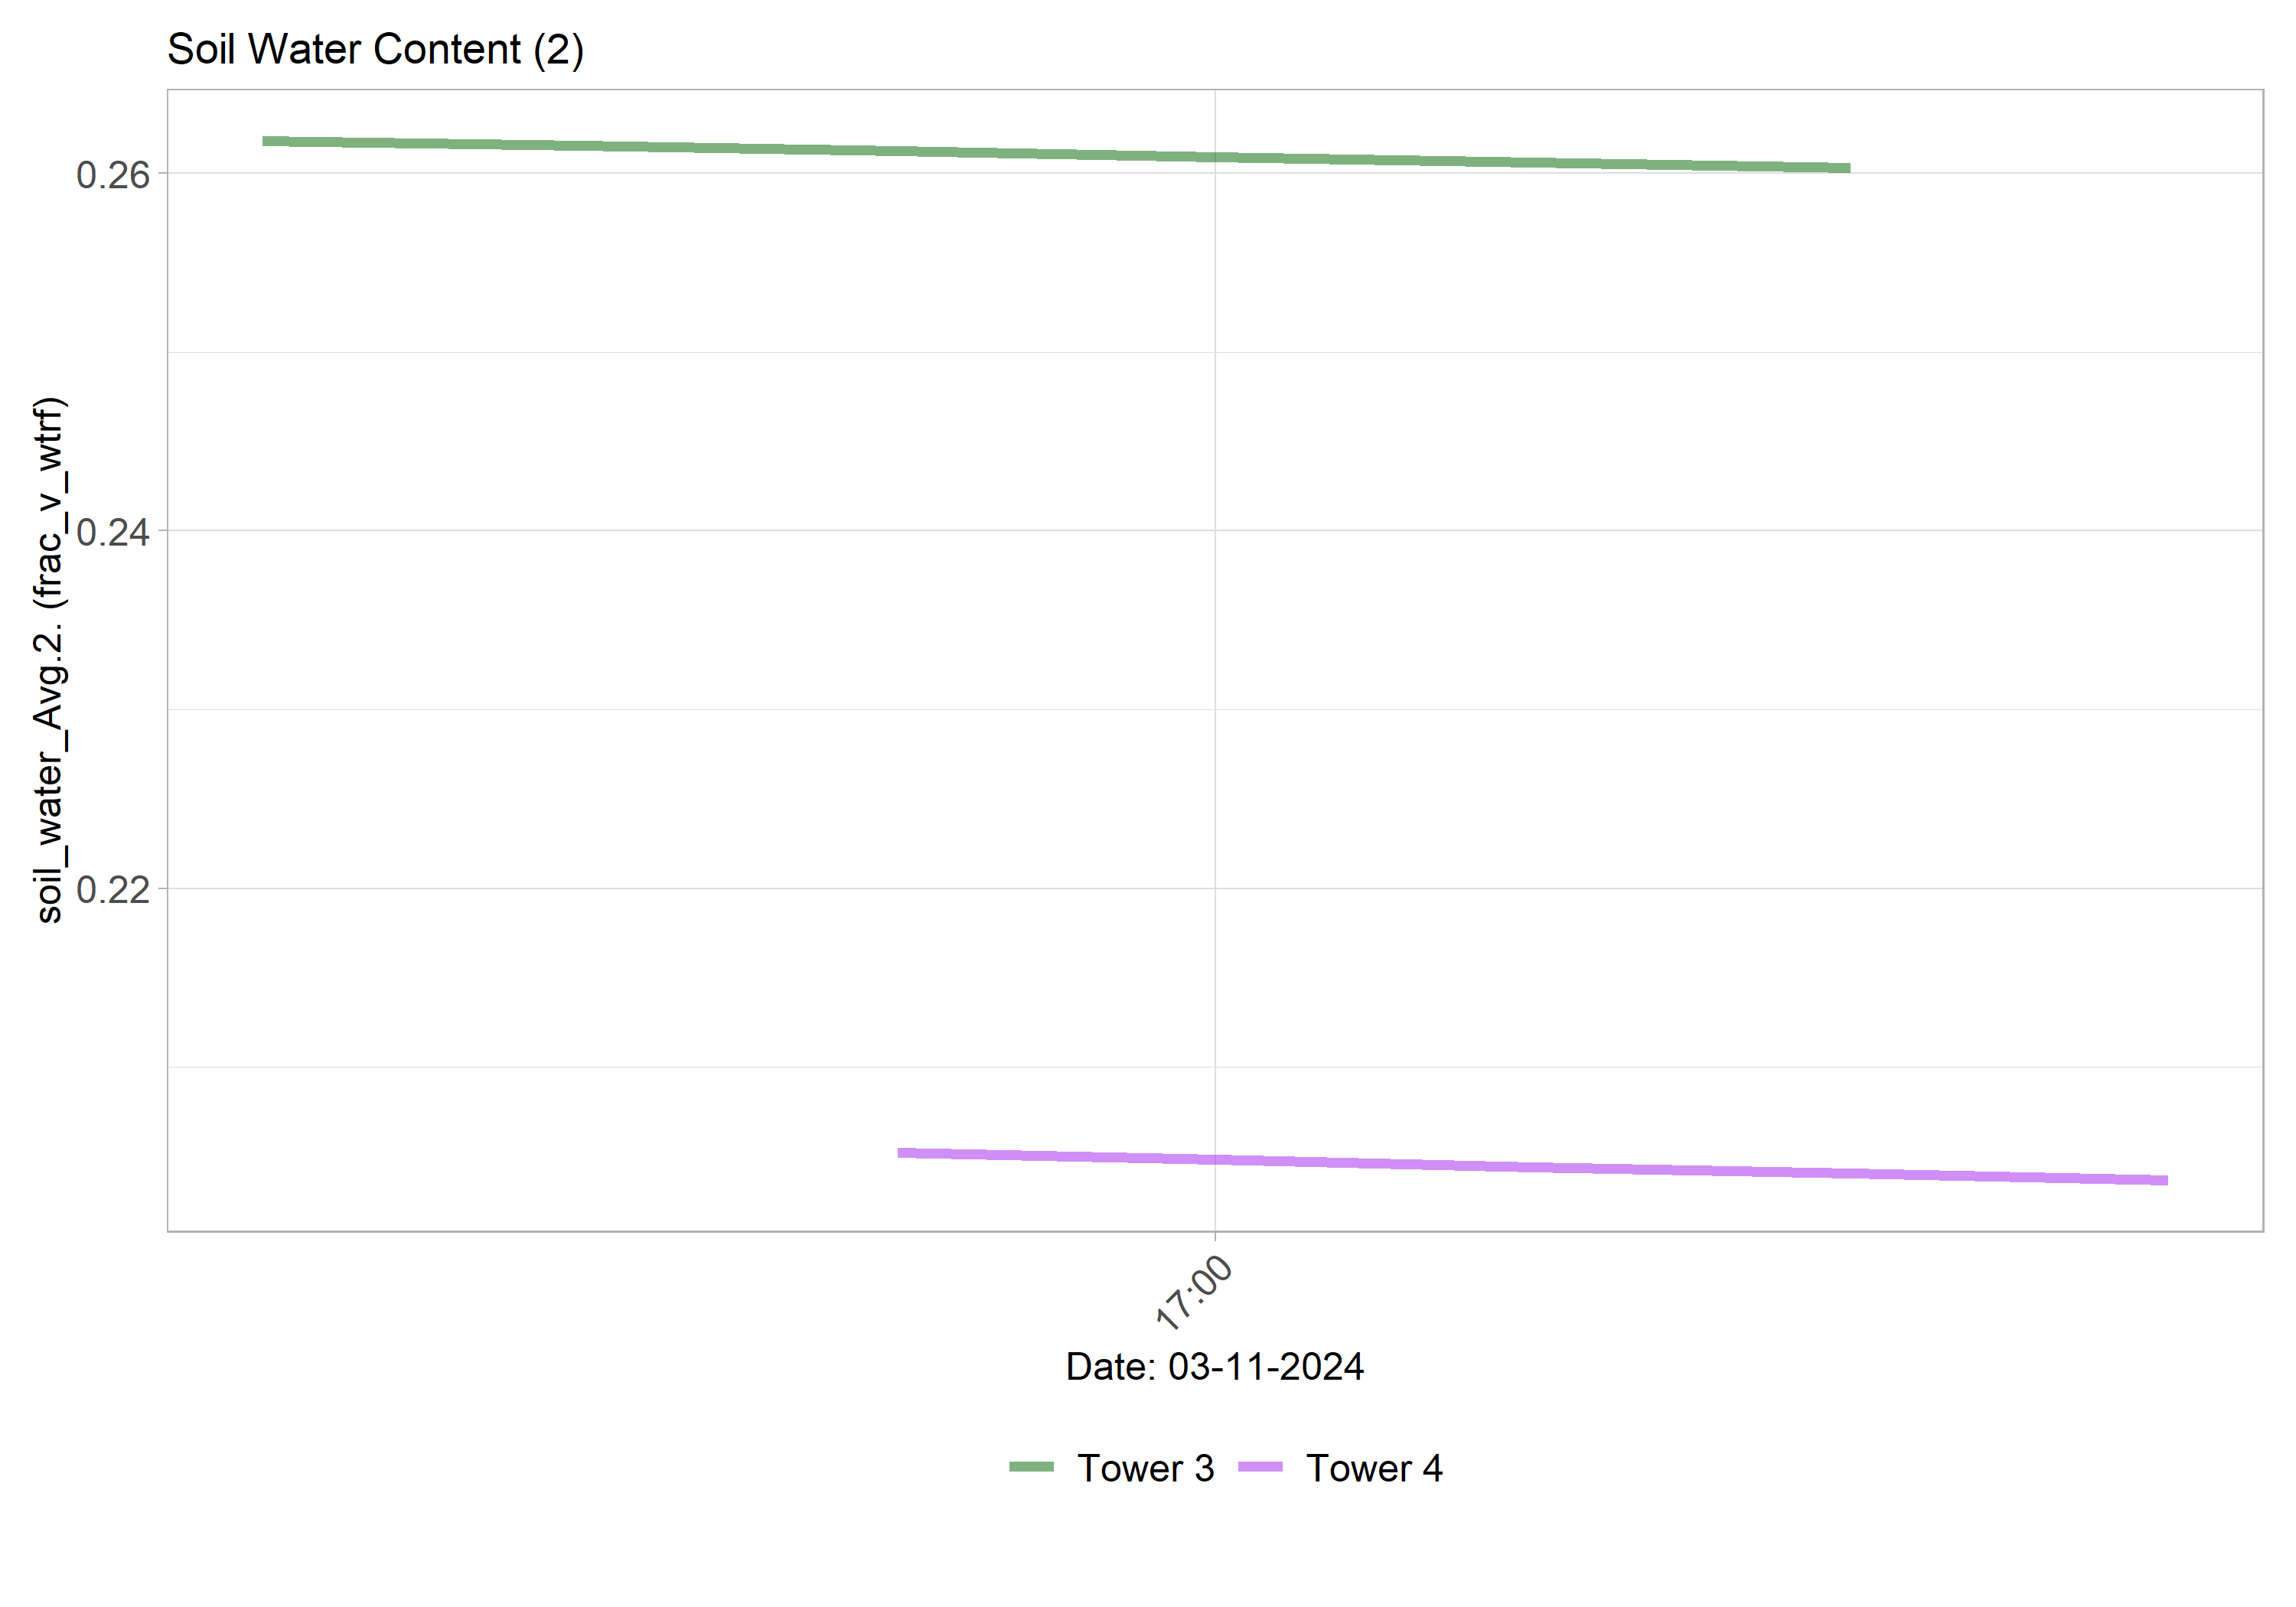 Soil Water Content (2)
soil_water_Avg.2. (frac_v_wtrf)
0.26
0.24
0.22
17:00
Date: 03-11-2024
Tower 3
Tower 4